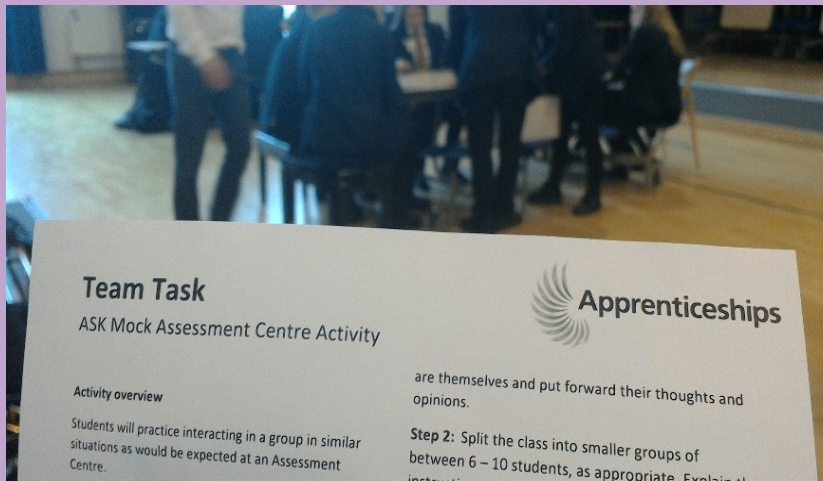 Team Task
ASK Mock Assessment Centre Activity
Apprenticeships
Activity overview
Students will practice interacting in a group in similar
situations as would be expected at an Assessment
Centre.
are themselves and put forward their thoughts and
opinions.
Step 2: Split the class into smaller groups of
between 6 – 10 students, as appropriate. Explain